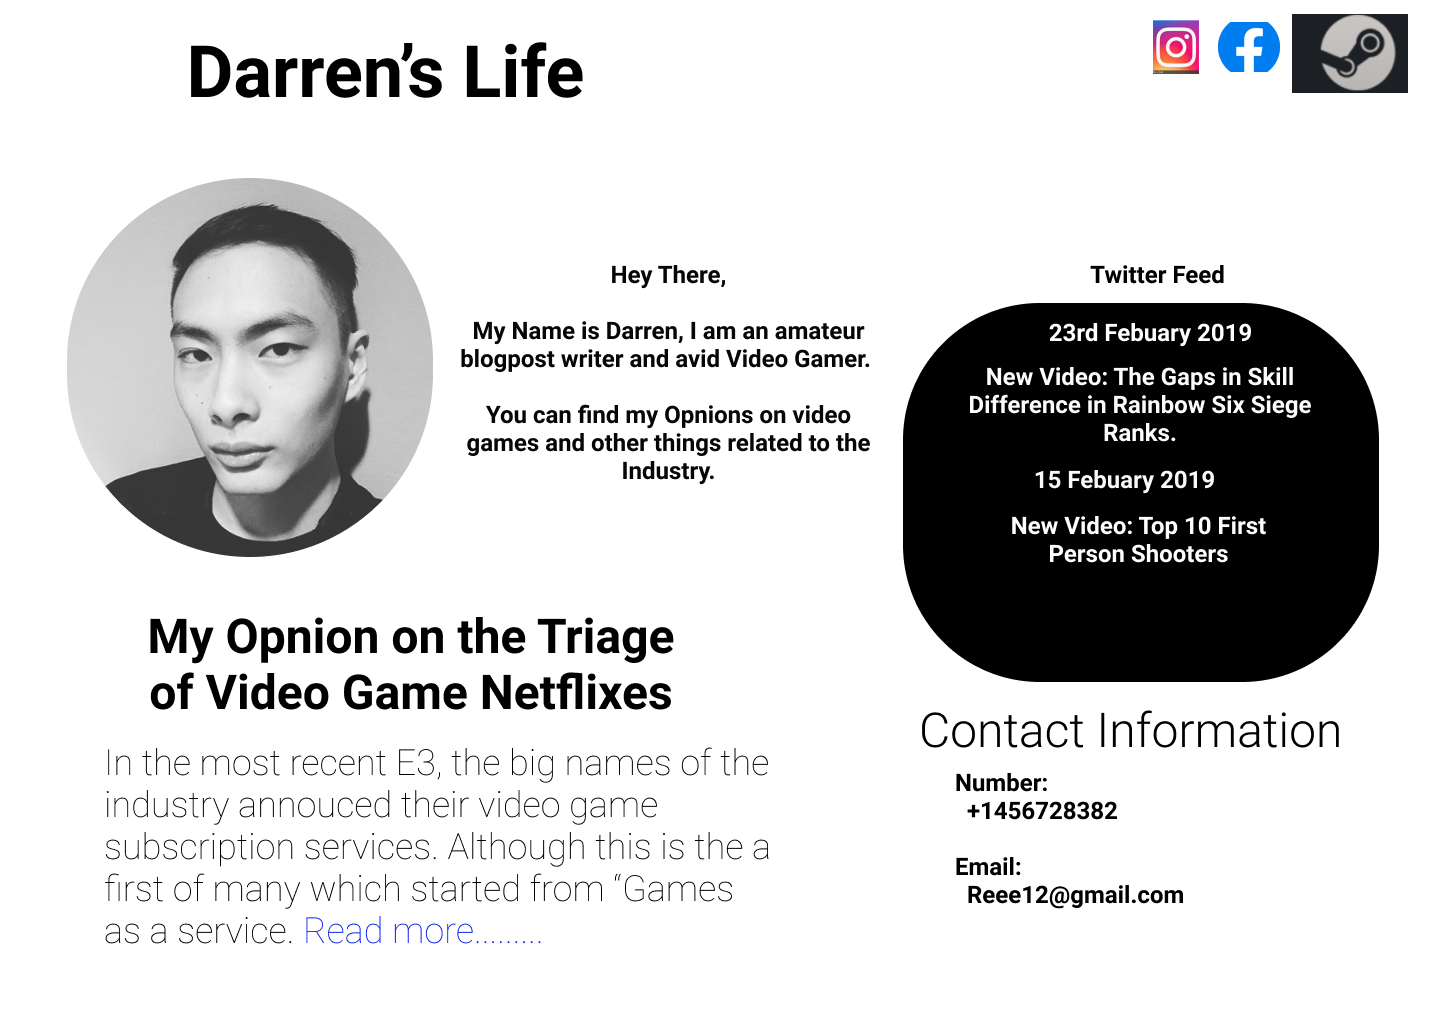 Darren’s Life
Hey There,
My Name is Darren, I am an amateur
blogpost writer and avid Video Gamer.
You can find my Opnions on video
games and other things related to the
Industry.
Twitter Feed
23rd Febuary 2019
New Video: The Gaps in Skill
Difference in Rainbow Six Siege
Ranks.
15 Febuary 2019
New Video: Top 10 First
Person Shooters
My Opnion on the Triage
of Video Game Netflixes
In the most recent E3, the big names of the
industry annouced their video game
subscription services. Although this is the a
first of many which started from “Games
as a service. Read more.........
Contact Information
Number:
+1456728382
Email:
Reee12@gmail.com